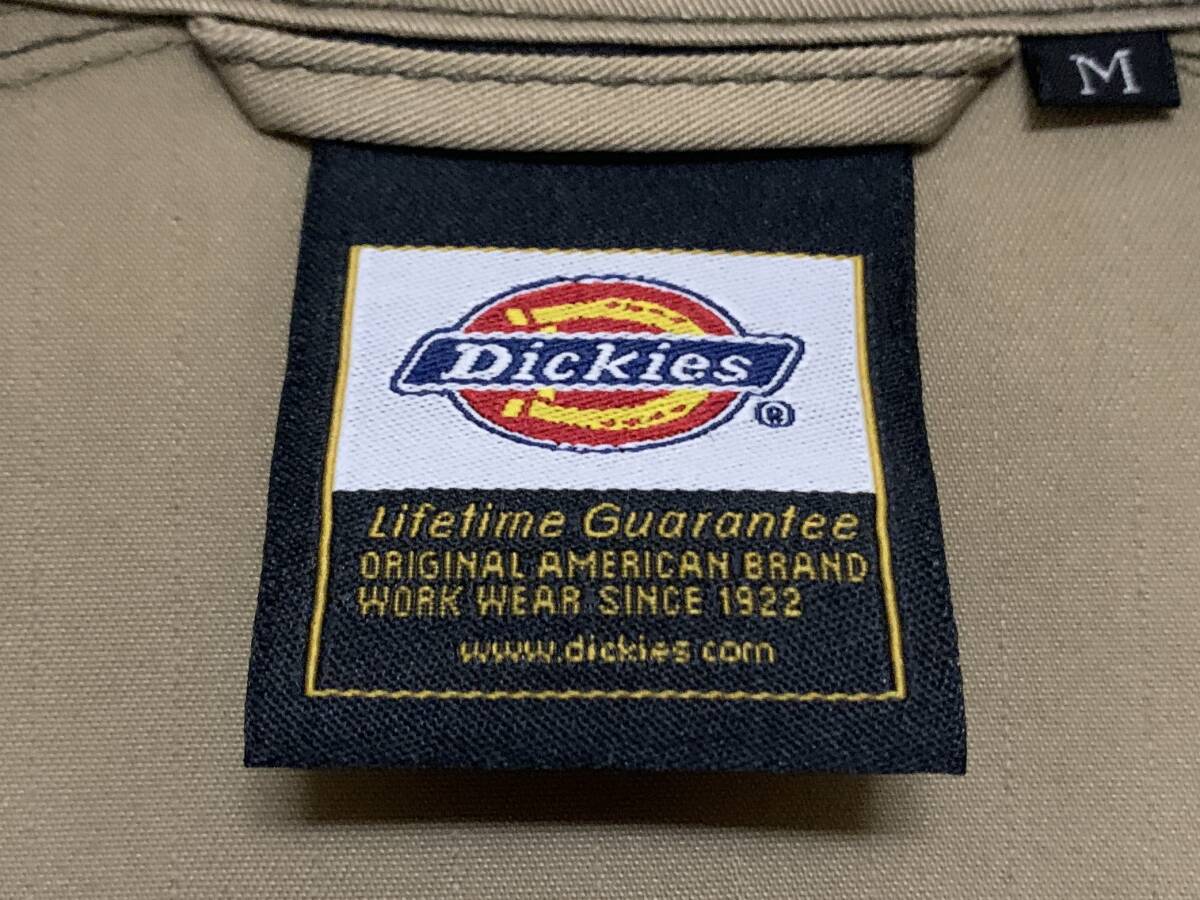 M
Dickies
®
Lifetime Guarantee
ORIGINAL AMERICAN BRAND
WORK WEAR SINCE 1922
www.dickies.com